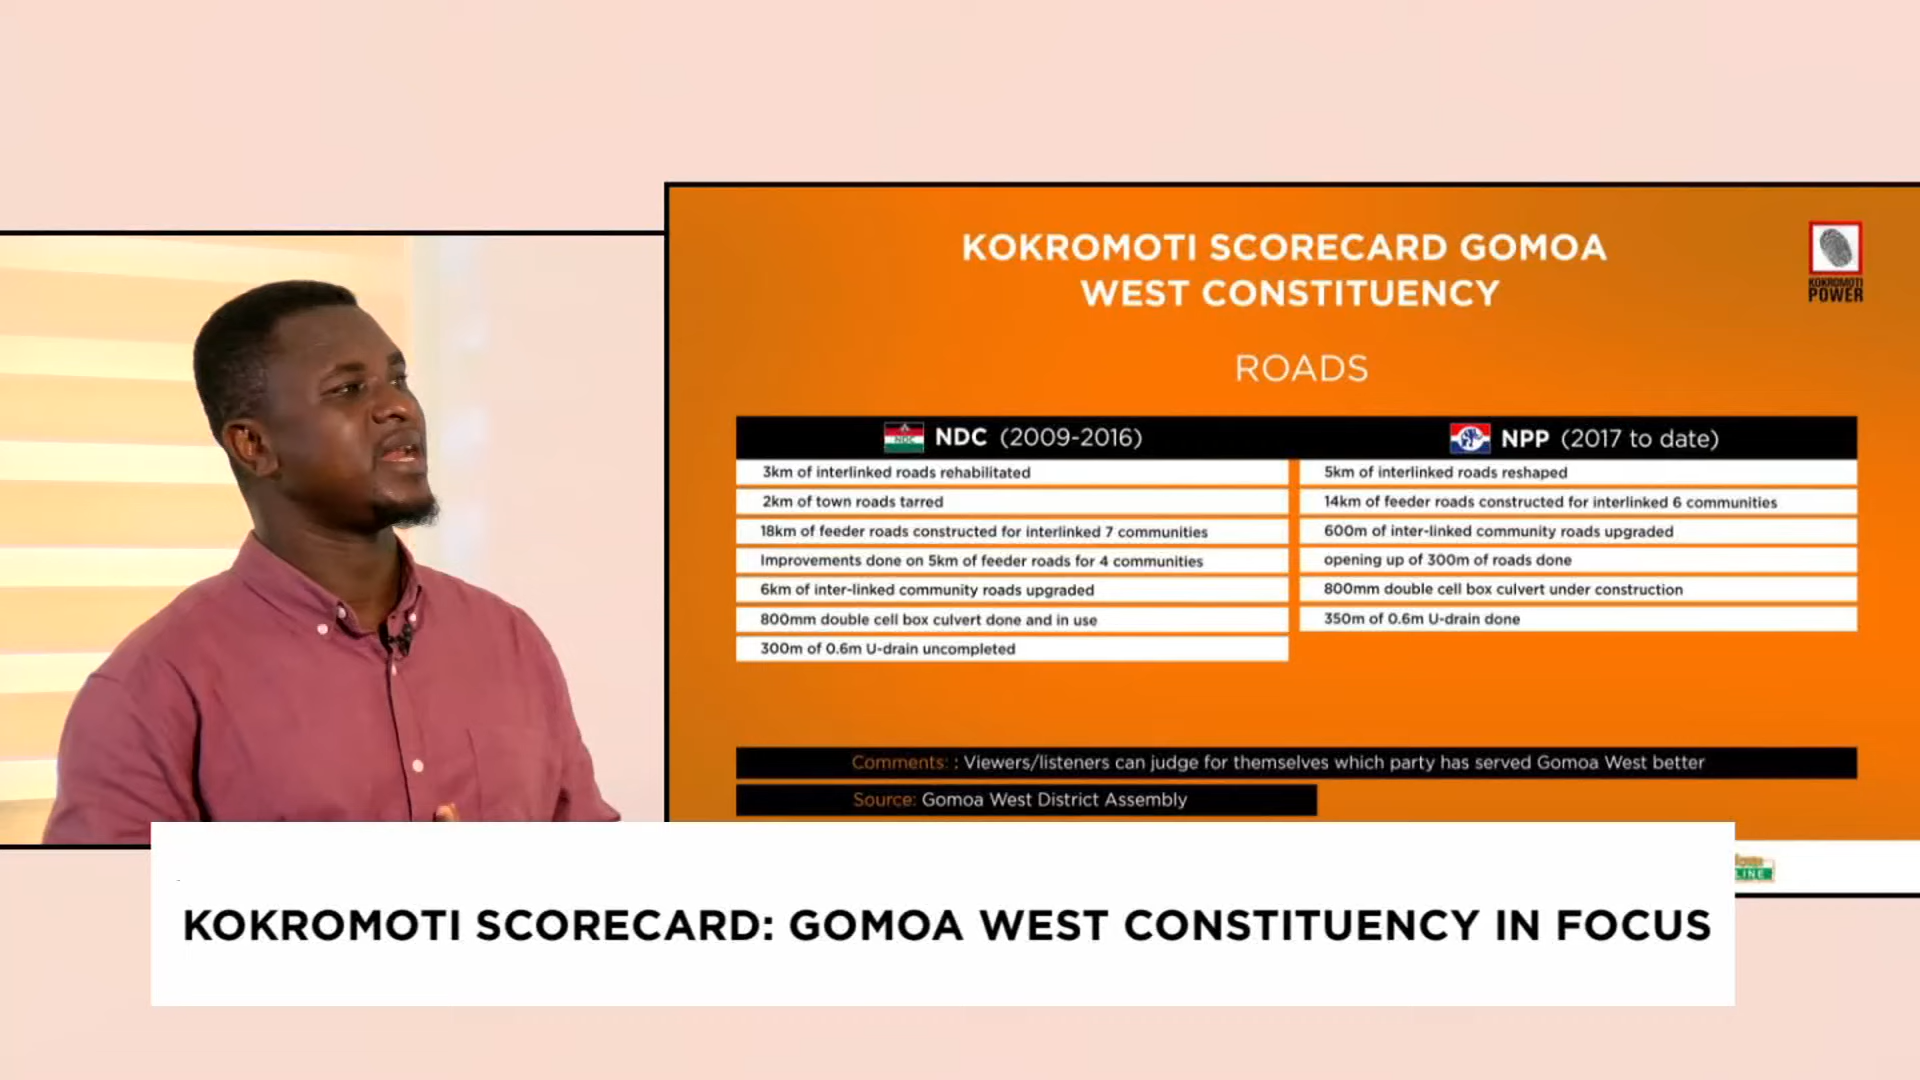 KOKROMOTI SCORECARD GOMOA
WEST CONSTITUENCY
KOKROMOTI
POWER
ROADS
NDC NDC (2009-2016)
3km of interlinked roads rehabilitated
2km of town roads tarred
18km of feeder roads constructed for interlinked 7 communities
Improvements done on 5km of feeder roads for 4 communities
6km of inter-linked community roads upgraded
800mm double cell box culvert done and in use
300m of 0.6m U-drain uncompleted
NPP (2017 to date)
5km of interlinked roads reshaped
14km of feeder roads constructed for interlinked 6 communities
600m of inter-linked community roads upgraded
opening up of 300m of roads done
800mm double cell box culvert under construction
350m of 0.6m U-drain done
Comments: : Viewers/listeners can judge for themselves which party has served Gomoa West better
Source: Gomoa West District Assembly
LINE
KOKROMOTI SCORECARD: GOMOA WEST CONSTITUENCY IN FOCUS